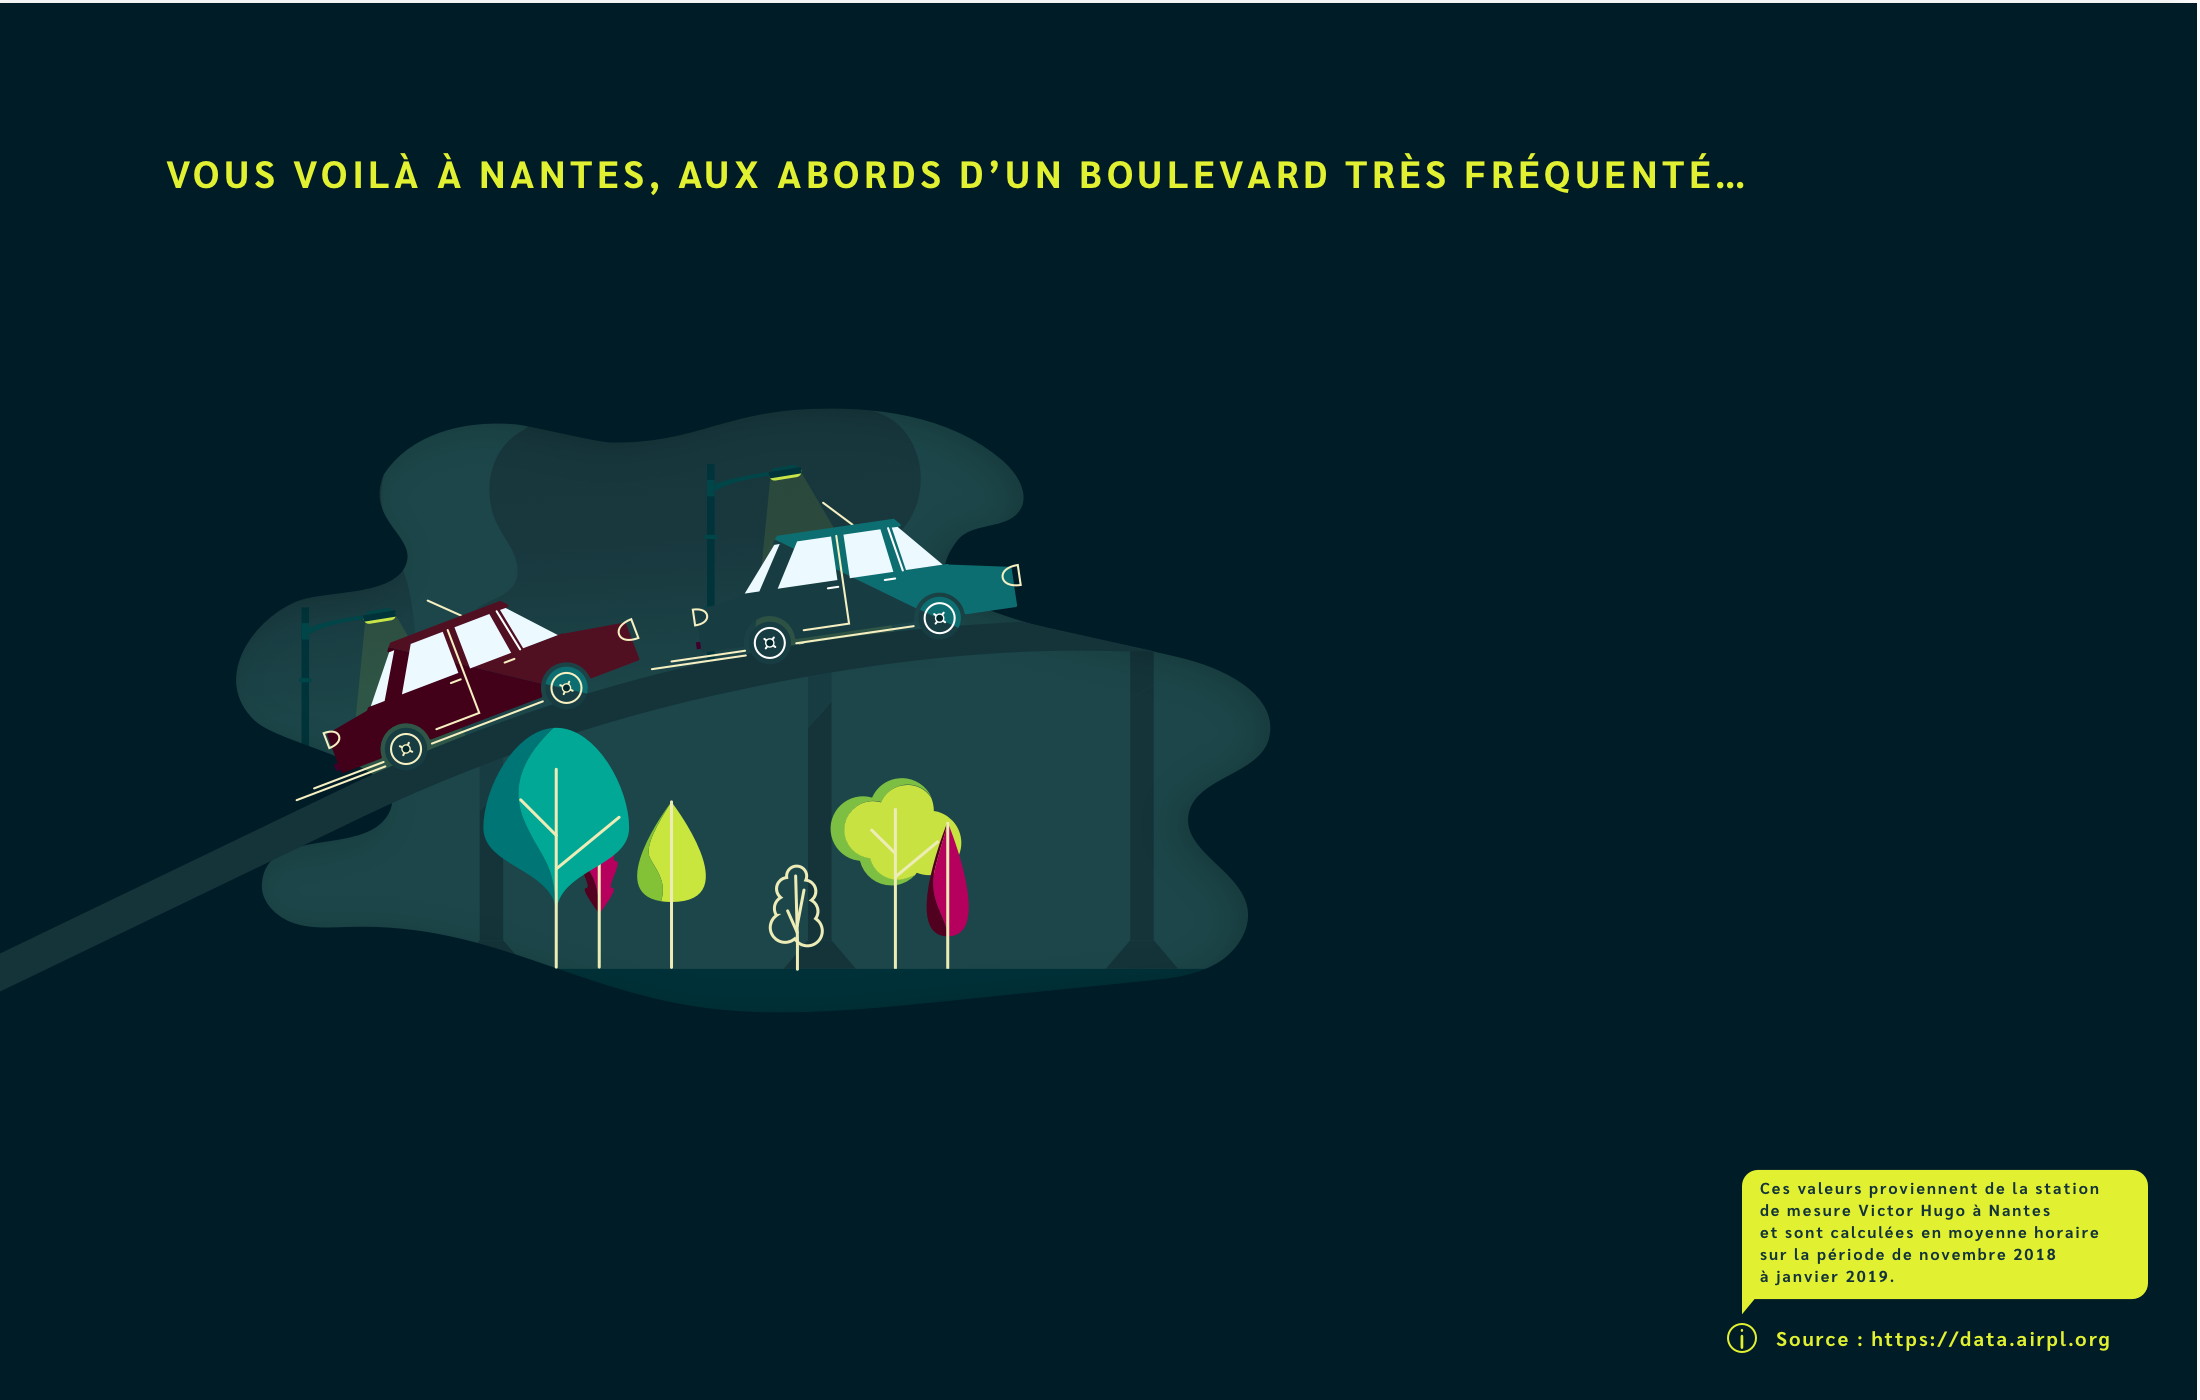 VOUS VOILÀ À NANTES, AUX ABORDS D’UN BOULEVARD TRÈS FRÉQUENTÉ…
Ces valeurs proviennent de la station
de mesure Victor Hugo à Nantes
et sont calculées en moyenne horaire
sur la période de novembre 2018
à janvier 2019.
Source : https://data.airpl.org